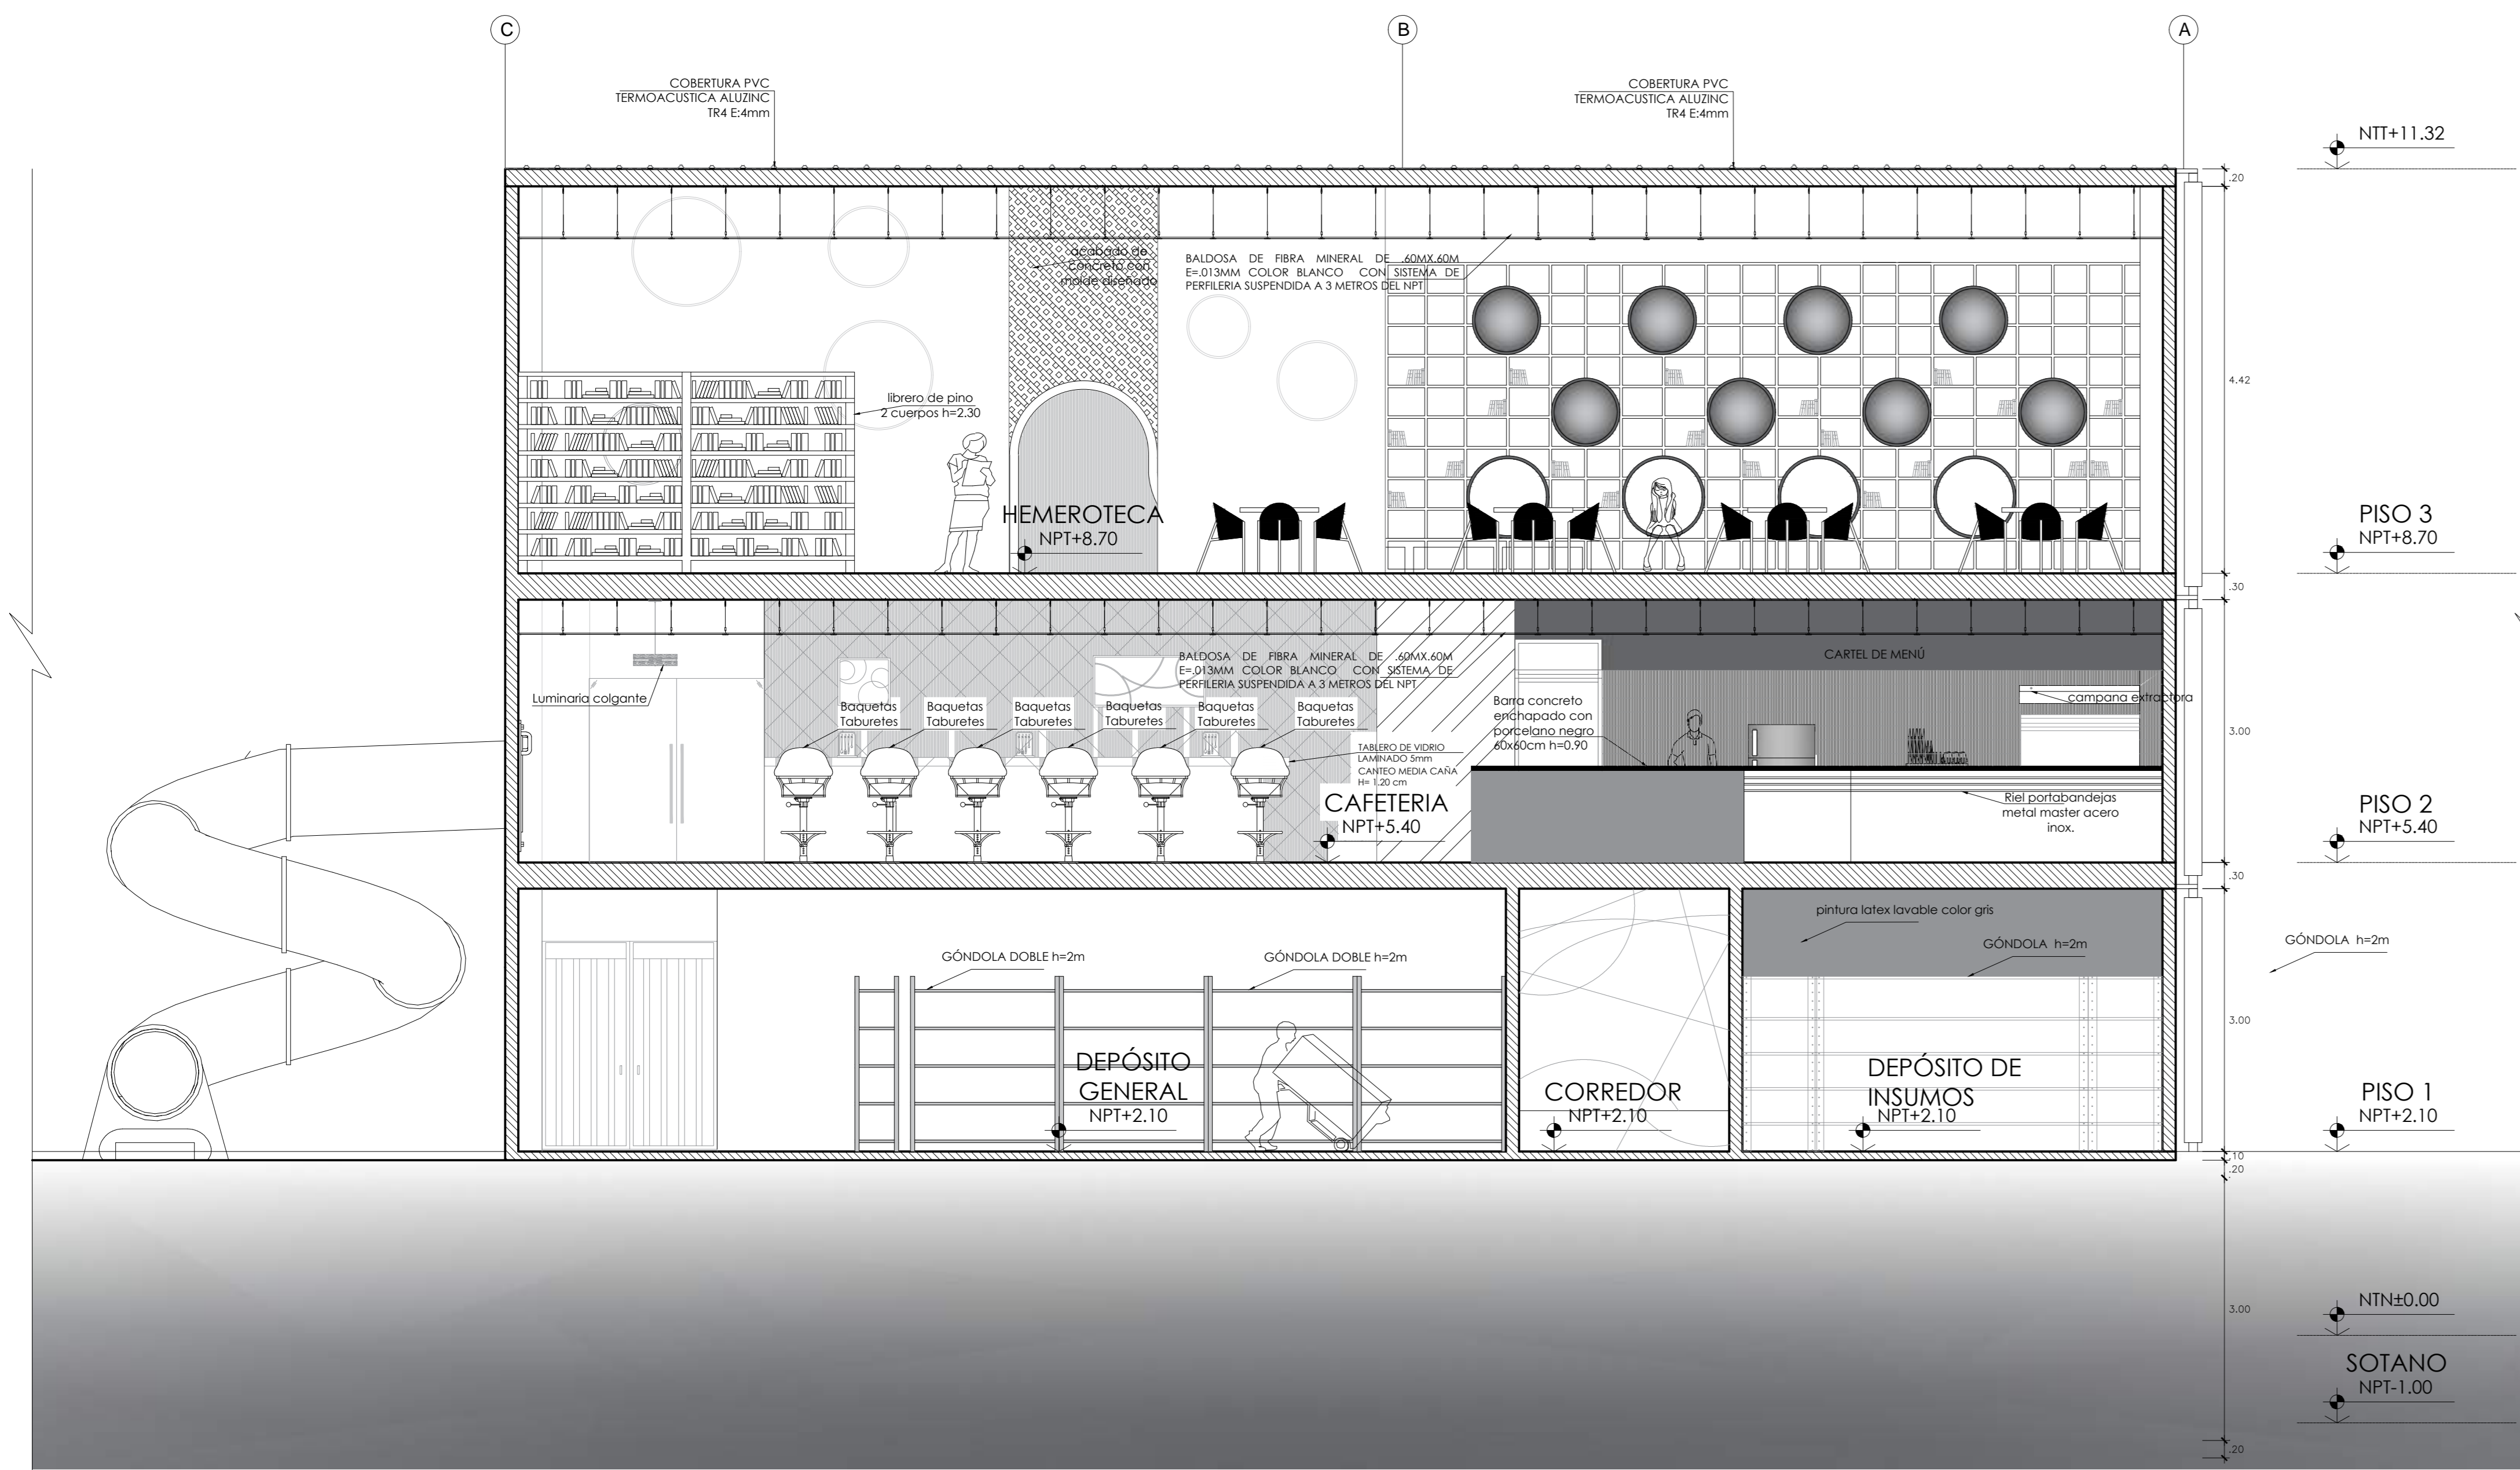 C
B
A
COBERTURA PVC
TERMOACUSTICA ALUZINC
TR4 E:4mm
COBERTURA PVC
TERMOACUSTICA ALUZINC
TR4 E:4mm
NTT+11.32
.20
acabado de
concreto con
molde diseñado
BALDOSA DE FIBRA MINERAL DE .60MX.60M
E=.013MM COLOR BLANCO CON SISTEMA DE
PERFILERIA SUSPENDIDA A 3 METROS DEL NPT
4.42
librero de pino
2 cuerpos h=2.30
HEMEROTECA
NPT+8.70
PISO 3
NPT+8.70
.30
BALDOSA DE FIBRA MINERAL DE .60MX.60M
E=.013MM COLOR BLANCO CON SISTEMA DE
PERFILERIA SUSPENDIDA A 3 METROS DEL NPT
CARTEL DE MENÚ
Luminaria colgante
campana extractora
Baquetas
Taburetes
Baquetas
Taburetes
Baquetas
Taburetes
Baquetas
Taburetes
Baquetas
Taburetes
Baquetas
Taburetes
Barra concreto
enchapado con
porcelano negro
60x60cm h=0.90
3.00
TABLERO DE VIDRIO
LAMINADO 5mm
CANTEO MEDIA CAÑA
H= 1.20 cm
CAFETERIA
NPT+5.40
Riel portabandejas
metal master acero
inox.
PISO 2
NPT+5.40
.30
pintura latex lavable color gris
GÓNDOLA DOBLE h=2m
GÓNDOLA DOBLE h=2m
GÓNDOLA h=2m
GÓNDOLA h=2m
3.00
DEPÓSITO
GENERAL
NPT+2.10
CORREDOR
NPT+2.10
DEPÓSITO DE
INSUMOS
NPT+2.10
PISO 1
NPT+2.10
.10
.20
3.00
NTN±0.00
SOTANO
NPT-1.00
.20